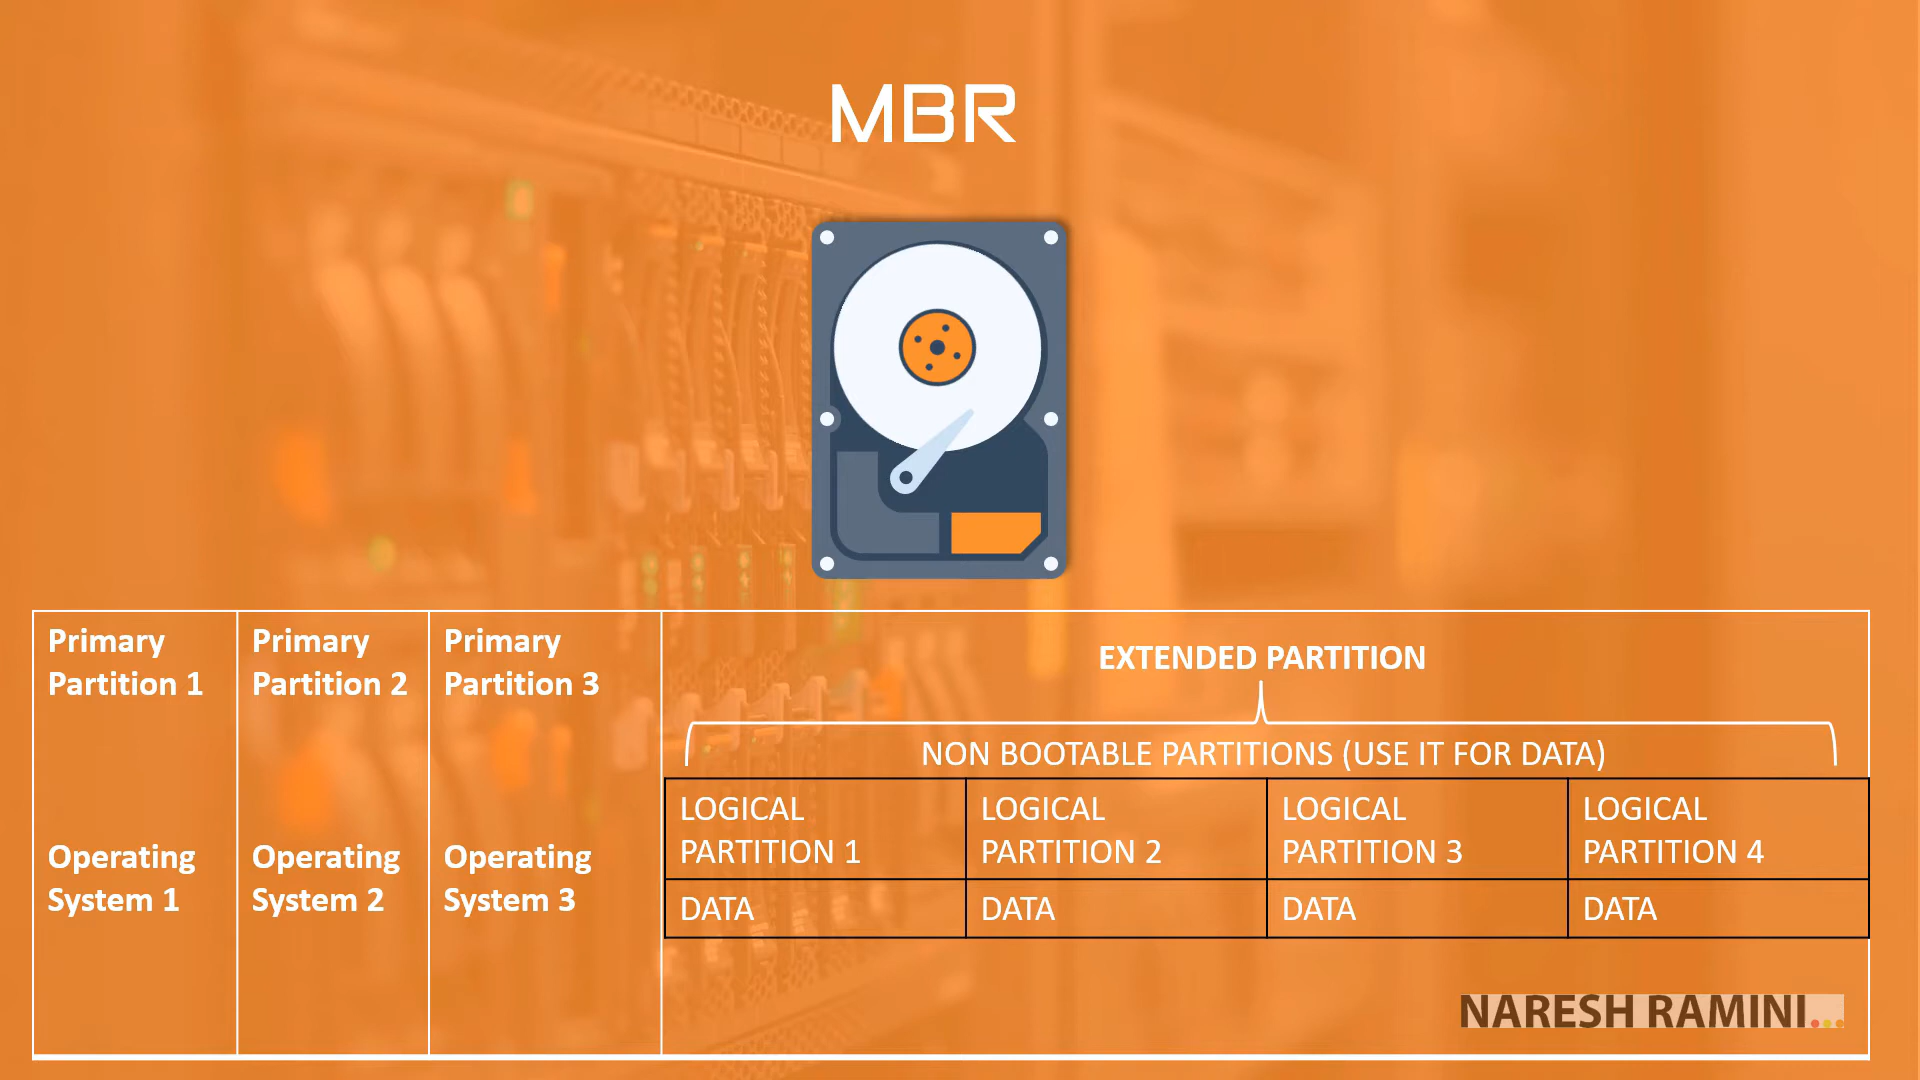 MBR
Primary
Partition 1
Operating
System 1
Primary
Partition 2
Operating
System 2
Primary
Partition 3
Operating
System 3
EXTENDED PARTITION
NON BOOTABLE PARTITIONS (USE IT FOR DATA)
LOGICAL
PARTITION 1
LOGICAL
PARTITION 2
LOGICAL
PARTITION 3
LOGICAL
PARTITION 4
DATA
DATA
DATA
DATA
NARESH RAMINI...